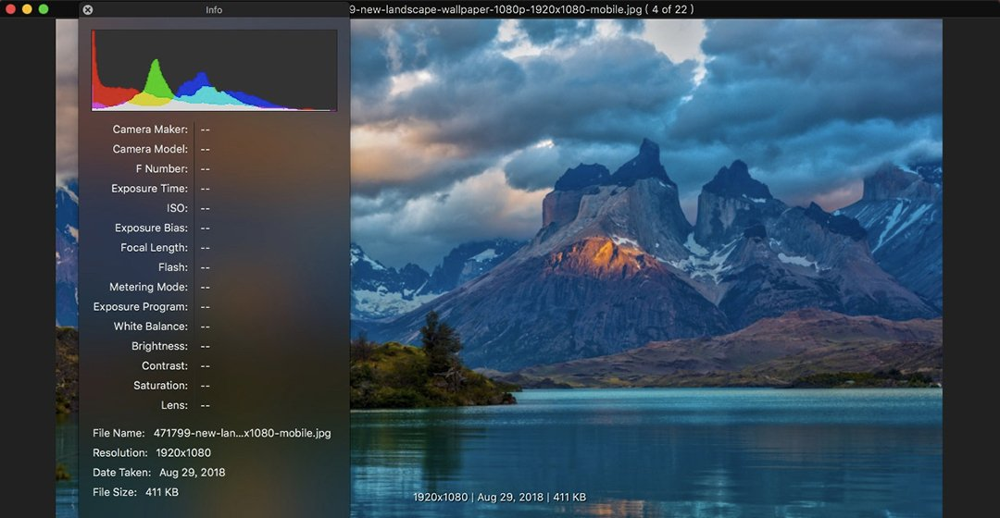 Info
9-new-landscape-wallpaper-1080p-1920x1080-mobile.jpg ( 4 of 22 )
Camera Maker: --
Camera Model: --
F Number: --
Exposure Time: --
ISO: --
Exposure Bias: --
Focal Length: --
Flash: --
Metering Mode: --
Exposure Program: --
White Balance: --
Brightness: --
Contrast: --
Saturation: --
Lens: --
File Name: 471799-new-lan...x1080-mobile.jpg
Resolution: 1920x1080
Date Taken: Aug 29, 2018
File Size: 411 KB
1920x1080 | Aug 29, 2018 | 411 KB